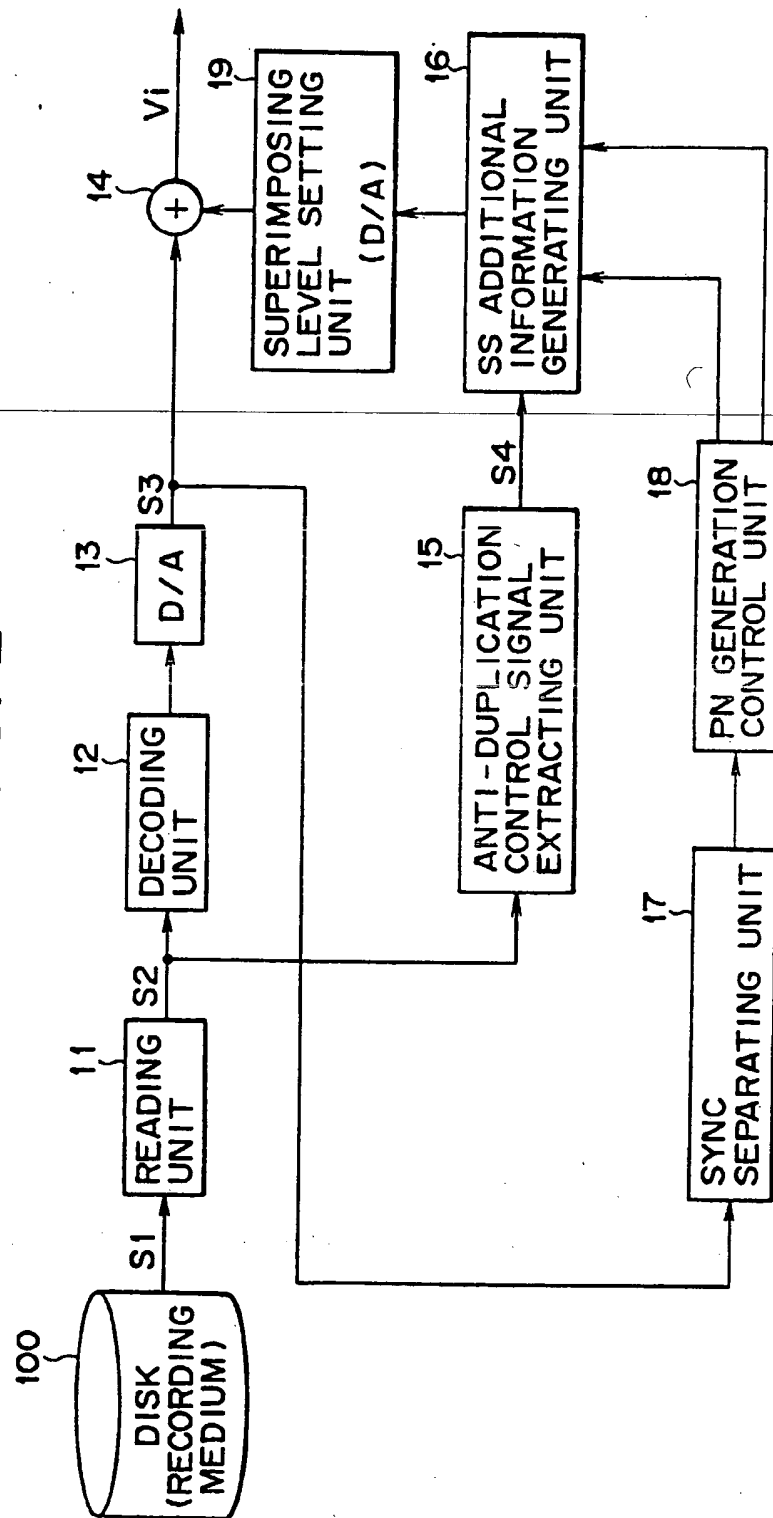 100
DISK
(RECORDING
MEDIUM)
S1
11
READING
UNIT
S2
12
DECODING
UNIT
13
D/A
S3
14
+
Vi
19
SUPERIMPOSING
LEVEL SETTING
UNIT
(D/A)
15
ANTI-DUPLICATION
CONTROL SIGNAL
EXTRACTING UNIT
S4
16
SS ADDITIONAL
INFORMATION
GENERATING UNIT
17
SYNC
SEPARATING UNIT
18
PN GENERATION
CONTROL UNIT